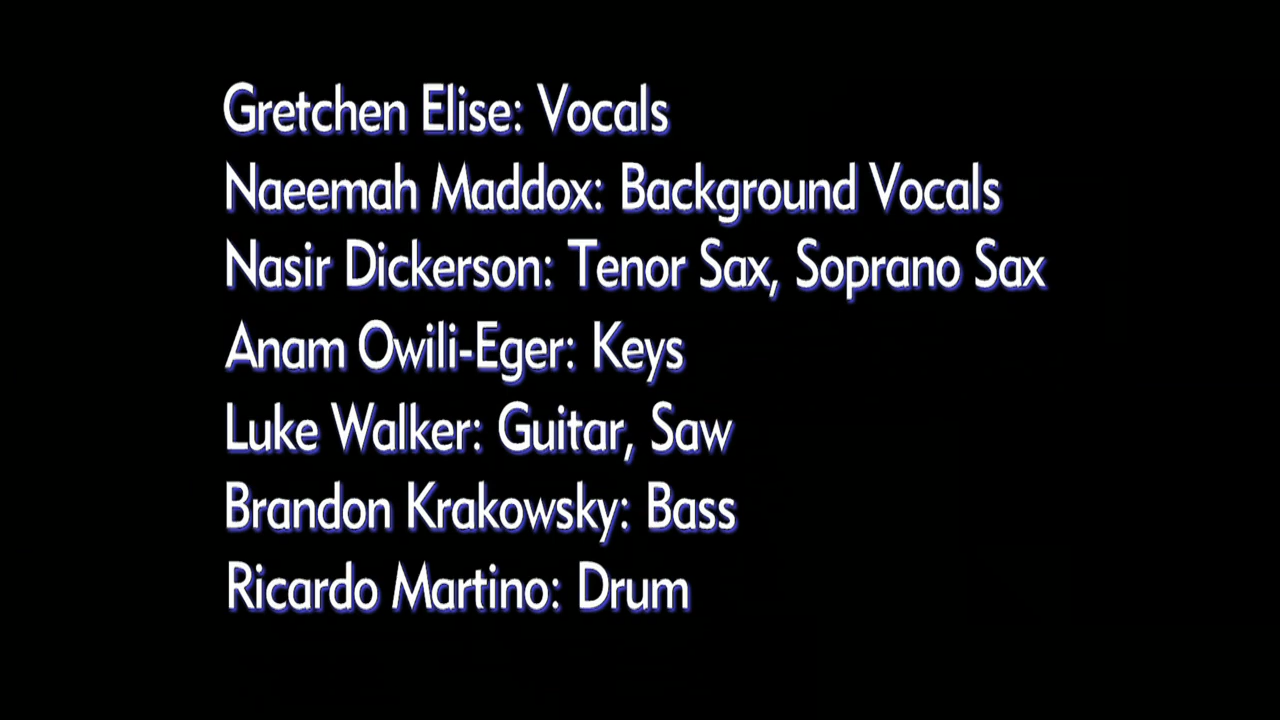 Gretchen Elise: Vocals
Naeemah Maddox: Background Vocals
Nasir Dickerson: Tenor Sax, Soprano Sax
Anam Owili-Eger: Keys
Luke Walker: Guitar, Saw
Brandon Krakowsky: Bass
Ricardo Martino: Drum